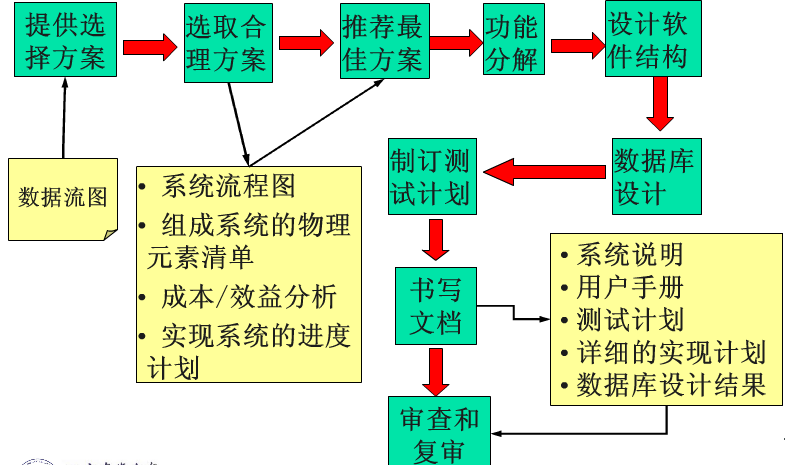 提供选
择方案
选取合
理方案
推荐最
佳方案
功能
分解
设计软
件结构
数据流图
• 系统流程图
• 组成系统的物理
元素清单
• 成本/效益分析
• 实现系统的进度
计划
制订测
试计划
数据库
设计
书写
文档
• 系统说明
• 用户手册
• 测试计划
• 详细的实现计划
• 数据库设计结果
审查和
复审